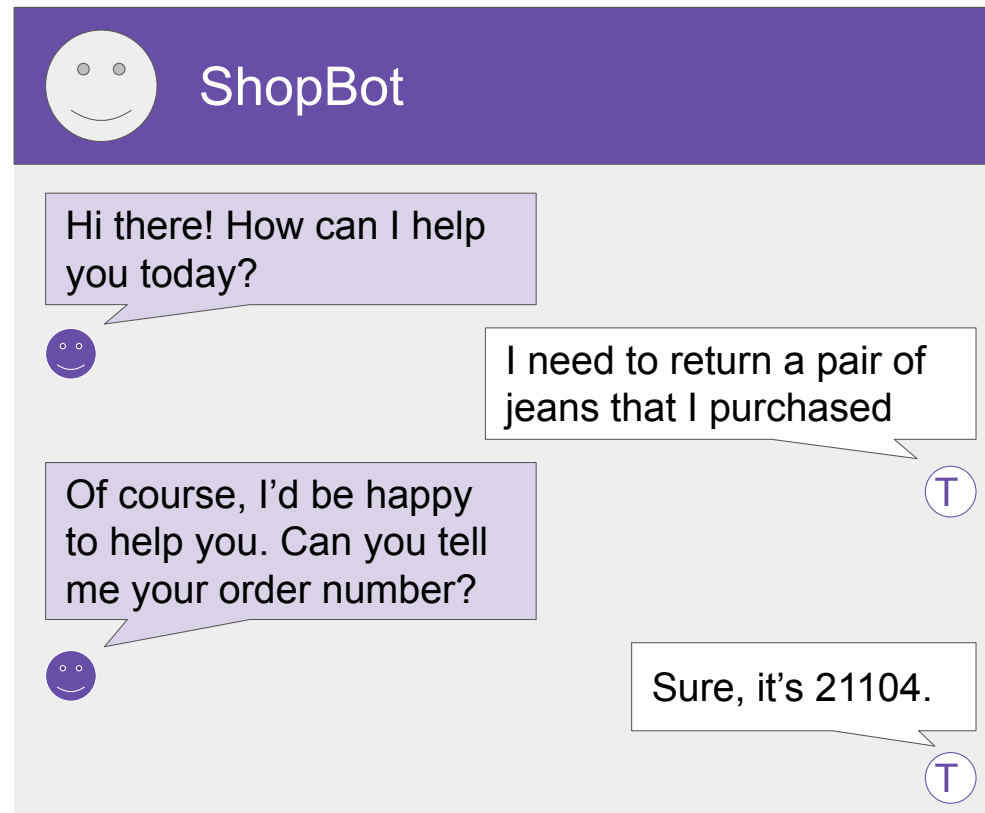 ShopBot
Hi there! How can I help
you today?
I need to return a pair of
jeans that I purchased
T
Of course, I’d be happy
to help you. Can you tell
me your order number?
Sure, it’s 21104.
T